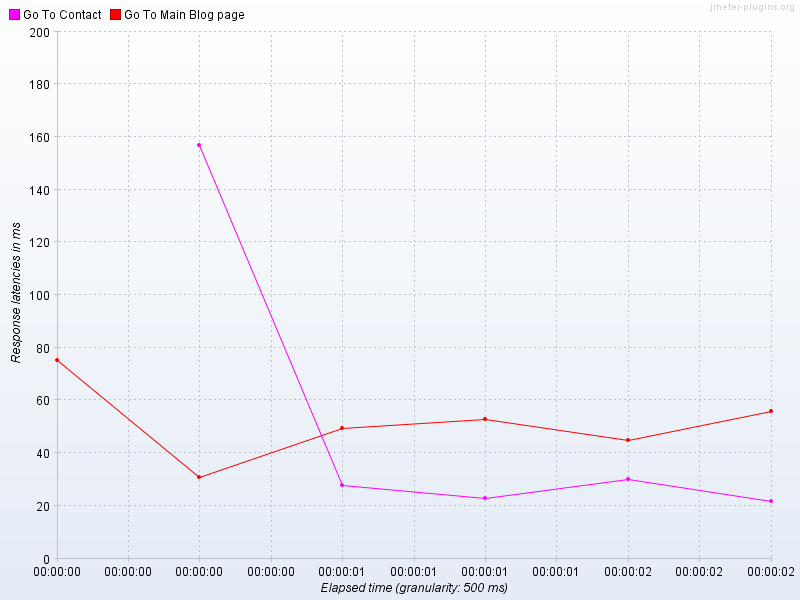 jmeter-plugins.org
Go To Contact Go To Main Blog page
200
180
160
140
120
100
80
60
40
20
0
Response latencies in ms
00:00:00 00:00:00 00:00:00 00:00:00 00:00:01 00:00:01 00:00:01 00:00:01 00:00:02 00:00:02 00:00:02
Elapsed time (granularity: 500 ms)